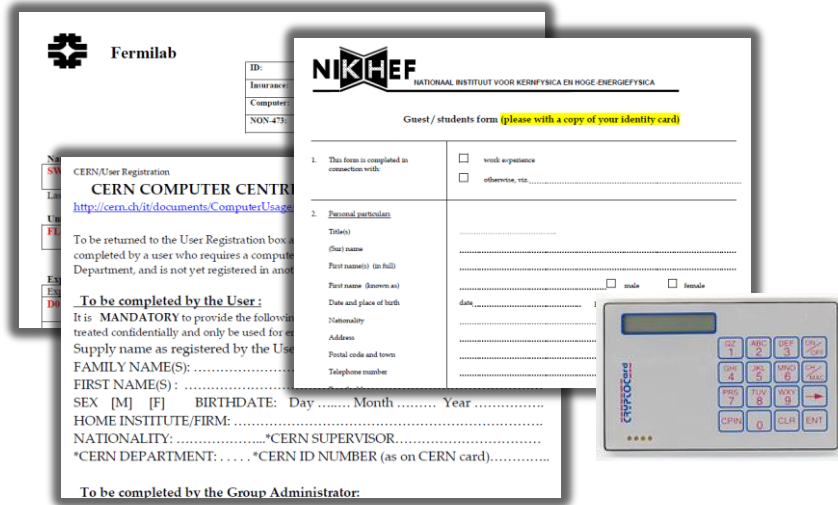 Fermilab
ID:
Insurance:
Computer:
NON-473:
NIKHEF
NATIONAAL INSTITUUT VOOR KERNFYSICA EN HOGE-ENERGIEFYSICA
Guest / students form (please with a copy of your identity card)
1. This form is completed in
connection with:
work experience
otherwise, viz.
2. Personal particulars
Title(s)
(Sur) name
First name(s) (in full)
First name (known as)
male female
Date and place of birth
date
Nationality
Address
Postal code and town
Telephone number
CERN/User Registration
CERN COMPUTER CENTR
http://cern.ch/it/documents/ComputerUsage/
To be returned to the User Registration box a
completed by a user who requires a compute
Department, and is not yet registered in anot
To be completed by the User :
It is MANDATORY to provide the followin
treated confidentially and only be used for e
Supply name as registered by the Use
FAMILY NAME(S): ……………………
FIRST NAME(S) : ……………………
SEX [M] [F] BIRTHDATE: Day ……. Month ……… Year ……………
HOME INSTITUTE/FIRM: ……………………………………………………
NATIONALITY: …………………..*CERN SUPERVISOR……………………………
*CERN DEPARTMENT: . . . . . *CERN ID NUMBER (as on CERN card)…………..
To be completed by the Group Administrator:
CRYPTOCard
QZ 1 ABC 2 DEF 3 ON/OFF
GHI 4 JKL 5 MNO 6 CH/MAC
PRS 7 TUV 8 WXY 9
CPIN 0 CLR ENT